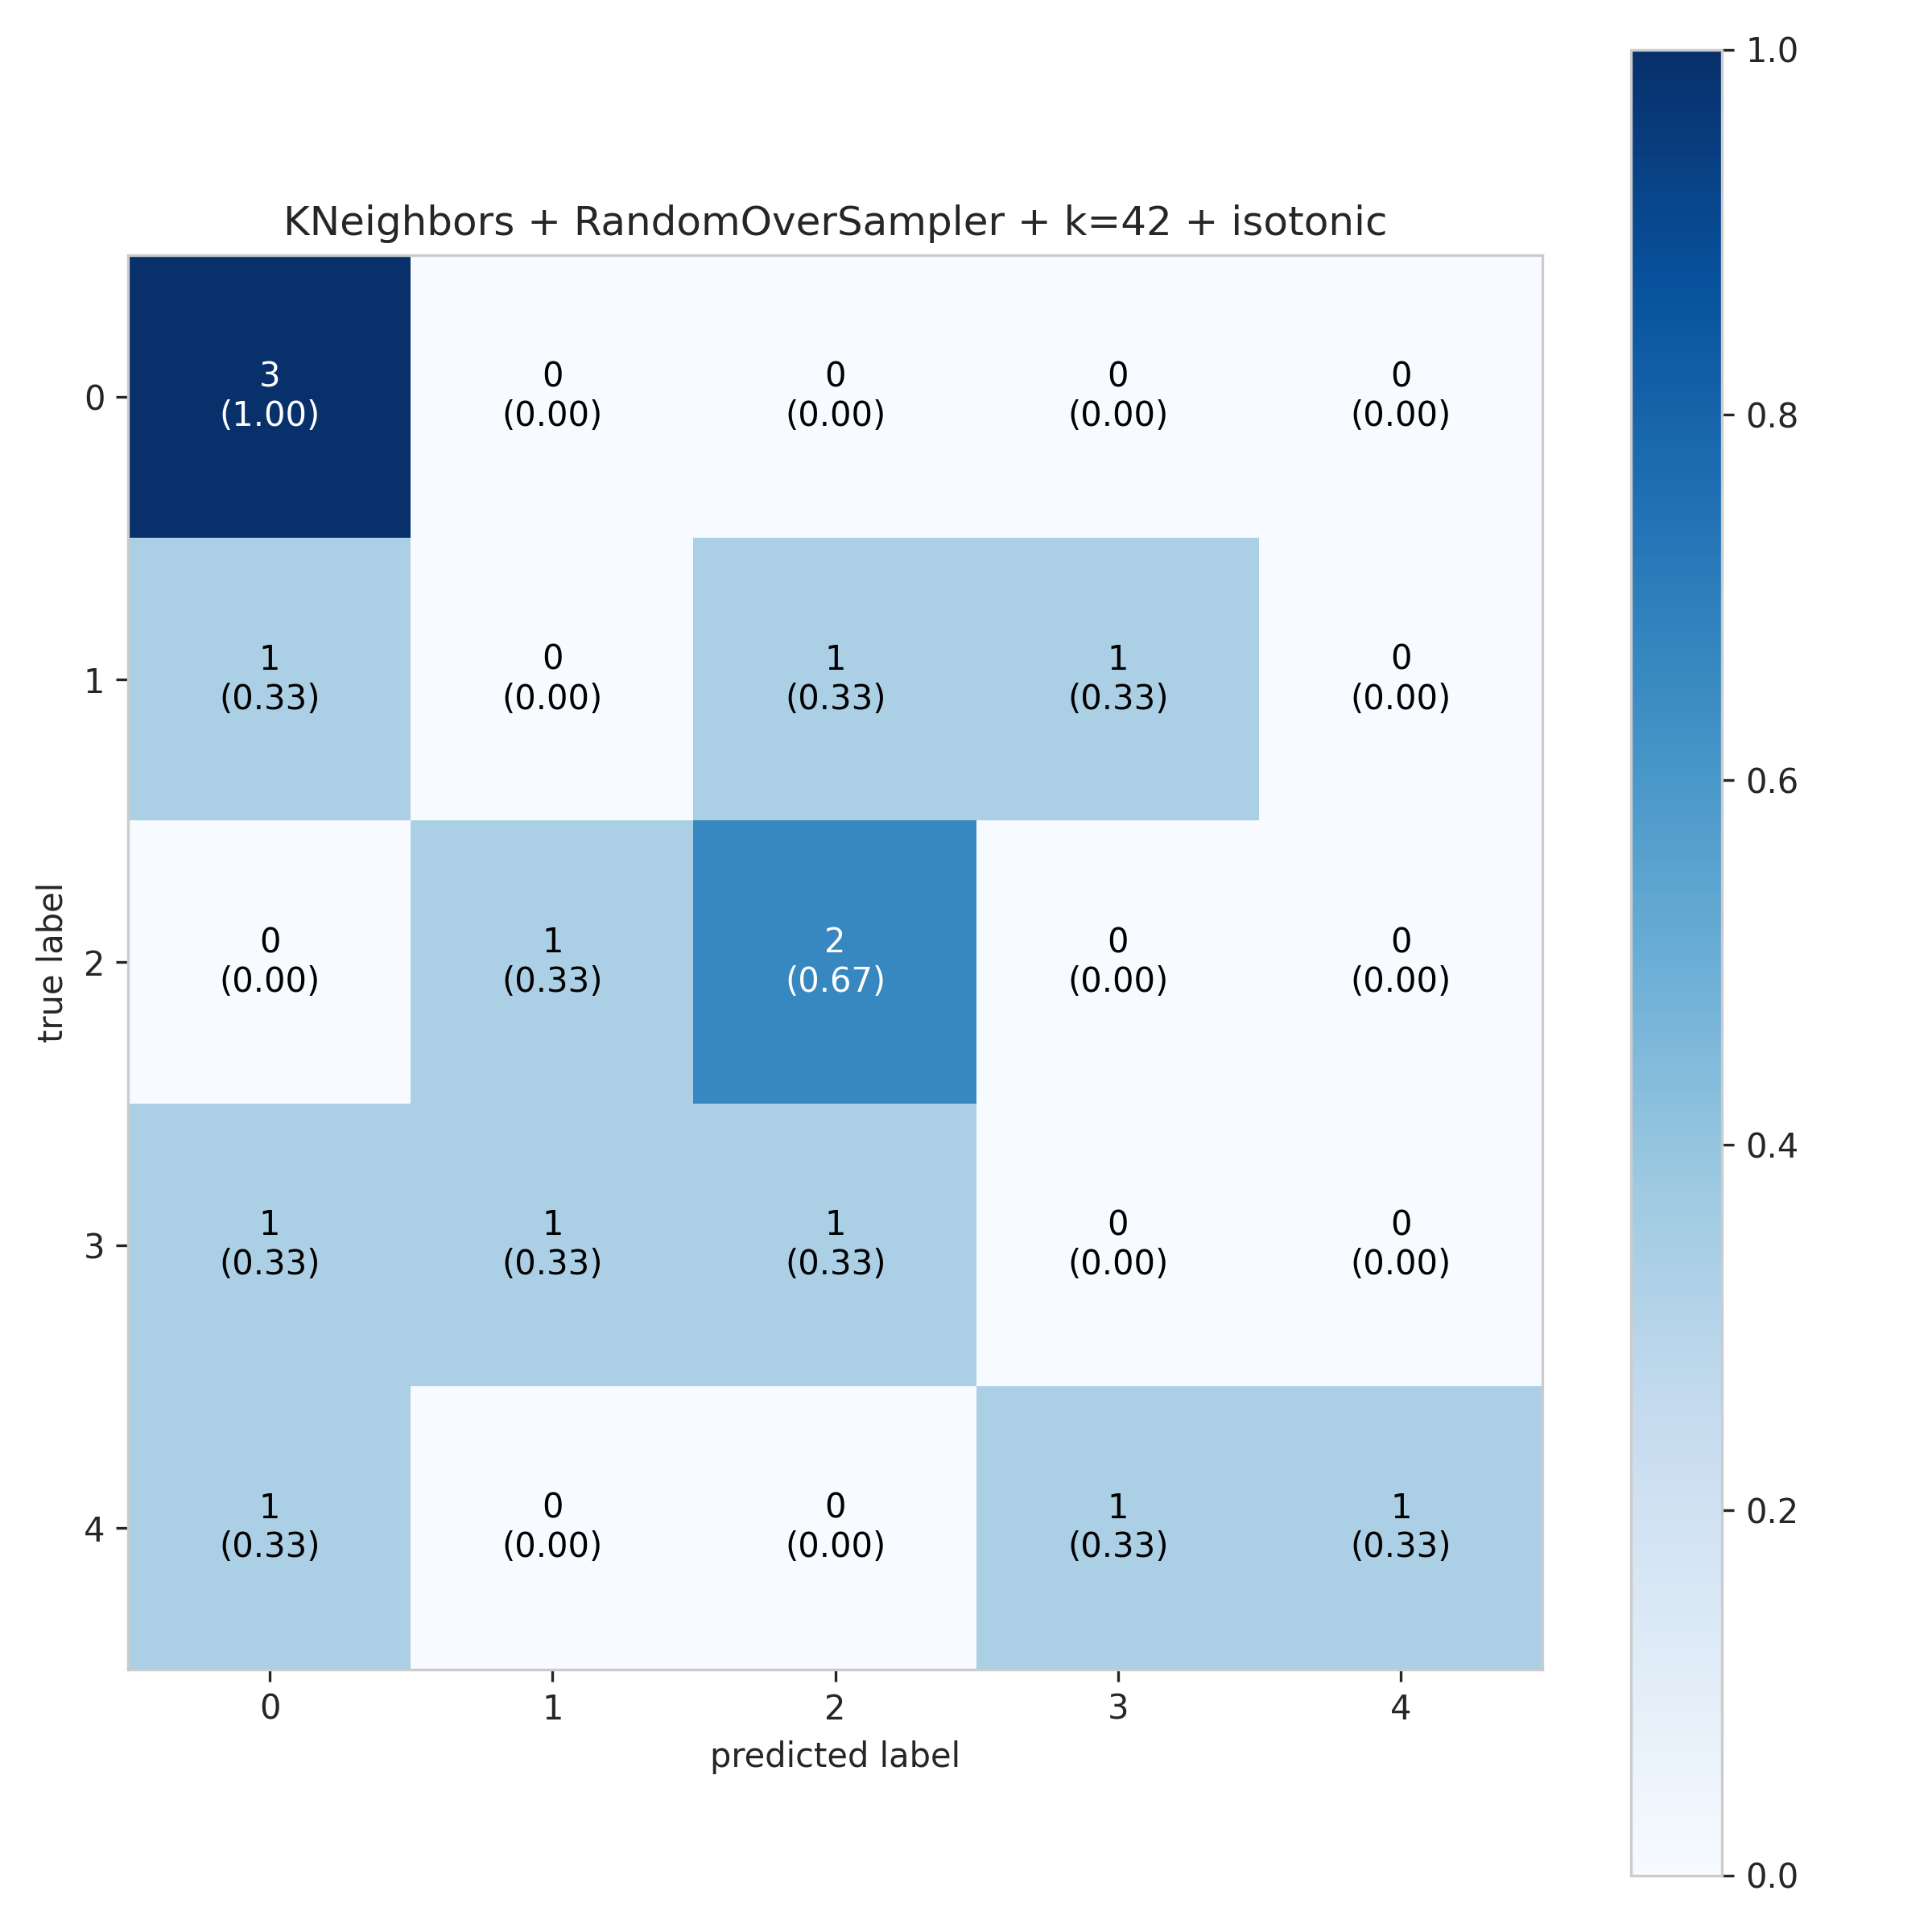 KNeighbors + RandomOverSampler + k=42 + isotonic
1.0
0.8
0.6
0.4
0.2
0.0
true label
0
3 0 0 0 0
(1.00) (0.00) (0.00) (0.00) (0.00)
1
1 0 1 1 0
(0.33) (0.00) (0.33) (0.33) (0.00)
2
0 1 2 0 0
(0.00) (0.33) (0.67) (0.00) (0.00)
3
1 1 1 0 0
(0.33) (0.33) (0.33) (0.00) (0.00)
4
1 0 0 1 1
(0.33) (0.00) (0.00) (0.33) (0.33)
0 1 2 3 4
predicted label